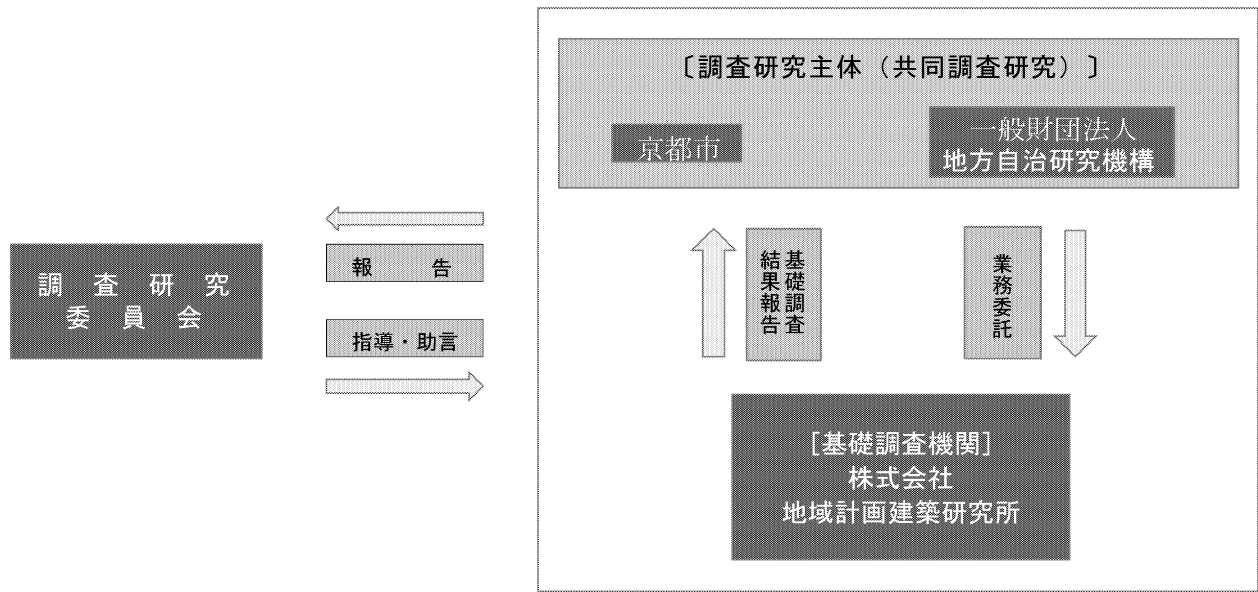 〔調査研究主体（共同調査研究）〕
京都市
一般財団法人
地方自治研究機構
調査研究
委員会
報告
指導・助言
基礎調査
結果報告
業務委託
[基礎調査機関]
株式会社
地域計画建築研究所